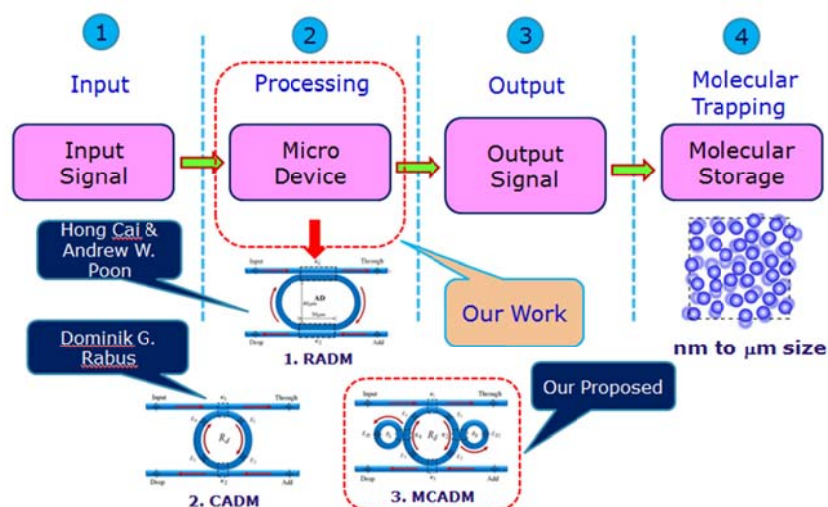 1
2
3
4
Input
Processing
Output
Molecular
Trapping
Input
Signal
Micro
Device
Output
Signal
Molecular
Storage
Hong Cai &
Andrew W.
Poon
Input
Through
AD
Drop
Add
1. RADM
Our Work
nm to μm size
Dominik G.
Rabus
Input
Through
Drop
Add
2. CADM
Our Proposed
Input
Through
Drop
Add
3. MCADM